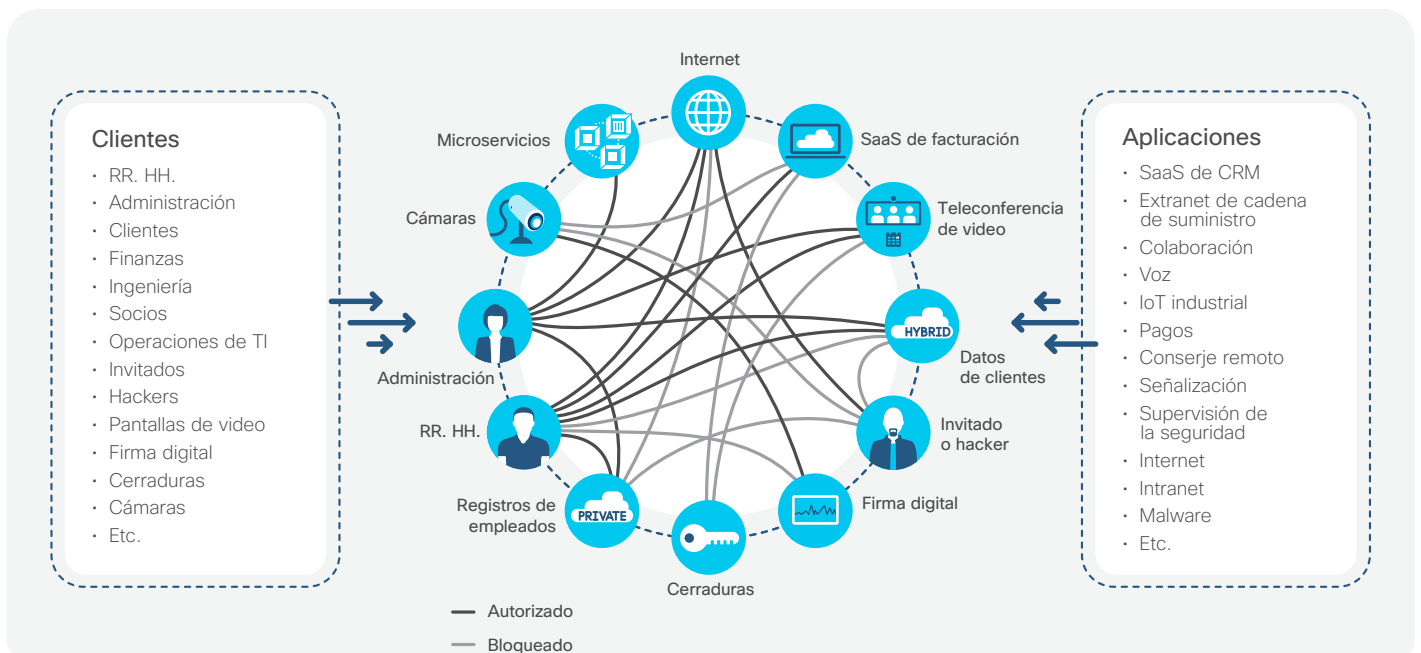 Clientes
· RR. HH.
· Administración
· Clientes
· Finanzas
· Ingeniería
· Socios
· Operaciones de TI
· Invitados
· Hackers
· Pantallas de video
· Firma digital
· Cerraduras
· Cámaras
· Etc.
Internet
Microservicios
SaaS de facturación
Cámaras
Teleconferencia
de video
Administración
HYBRID
Datos
de clientes
RR. HH.
Invitado
o hacker
Registros de
empleados
PRIVATE
Firma digital
Cerraduras
Autorizado
Bloqueado
Aplicaciones
· SaaS de CRM
· Extranet de cadena
de suministro
· Colaboración
· Voz
· IoT industrial
· Pagos
· Conserje remoto
· Señalización
· Supervisión de
la seguridad
· Internet
· Intranet
· Malware
· Etc.